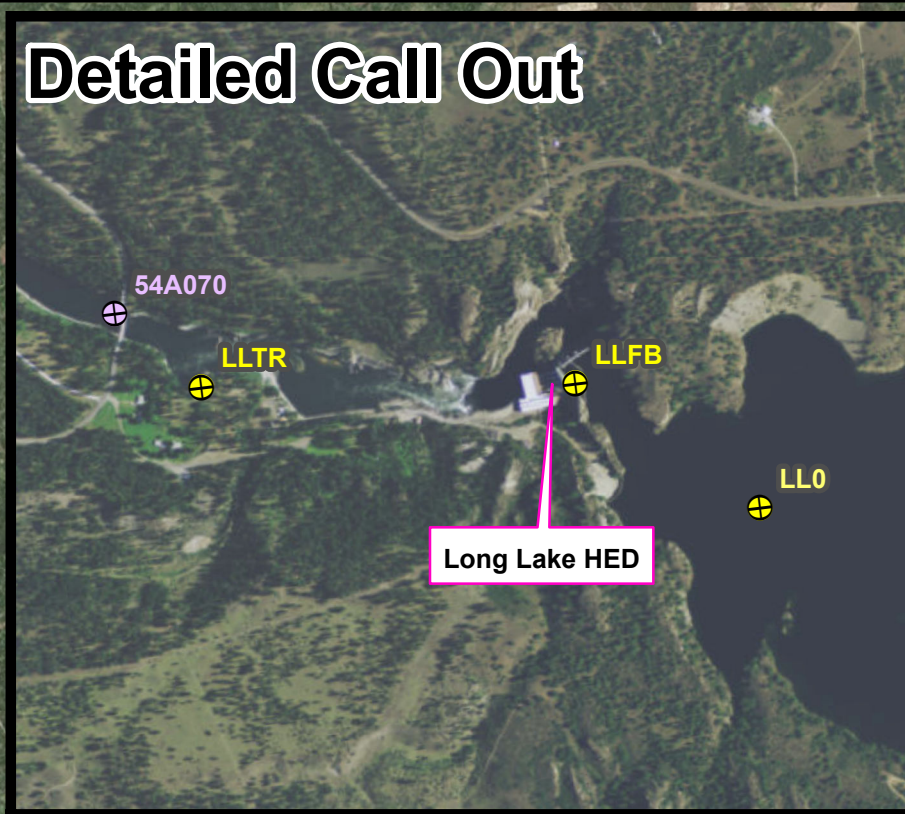 Detailed Call Out
54A070
LLTR
LLFB
LL0
Long Lake HED